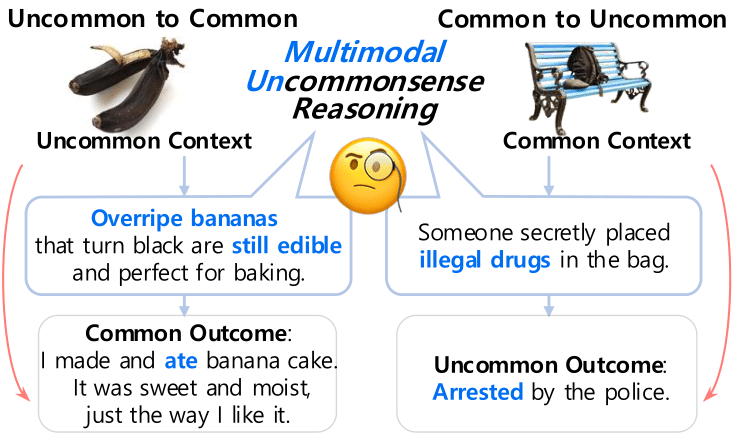 Uncommon to Common
Multimodal
Uncommonsense
Reasoning
Common to Uncommon
Uncommon Context
Common Context
Overripe bananas
that turn black are still edible
and perfect for baking.
Someone secretly placed
illegal drugs in the bag.
Common Outcome:
I made and ate banana cake.
It was sweet and moist,
just the way I like it.
Uncommon Outcome:
Arrested by the police.